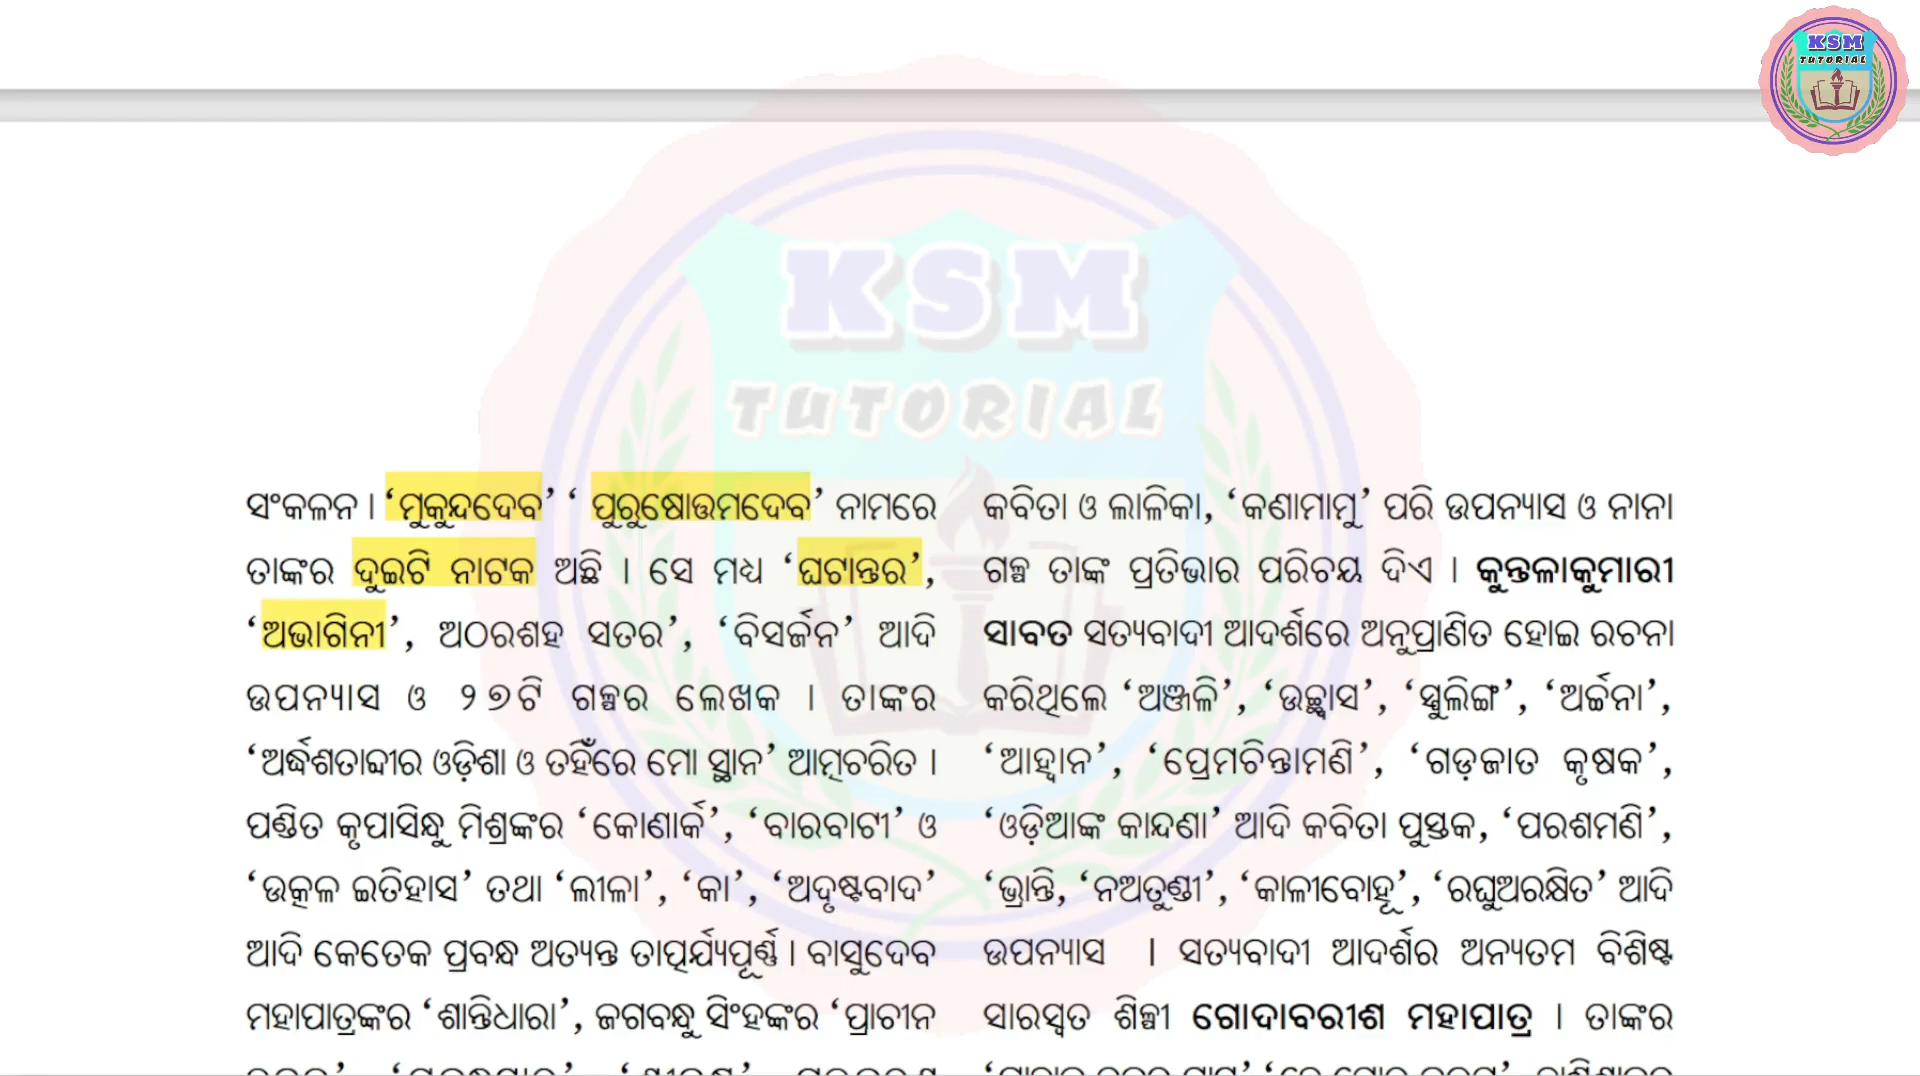 KSM
TUTORIAL
KSM
TUTORIAL
ସଂକଳନ । ‘ମୁକୁନ୍ଦଦେବ’ ‘ ପୁରୁଷୋତ୍ତମଦେବ’ ନାମରେ
ତାଙ୍କର ଦୁଇଟି ନାଟକ ଅଛି । ସେ ମଧ୍ୟ ‘ଘଟାନ୍ତର’,
‘ଅଭାଗିନୀ’, ଅଠରଶହ ସତର’, ‘ବିସର୍ଜନ’ ଆଦି
ଉପନ୍ୟାସ ଓ ୨୭ଟି ଗଳ୍ପର ଲେଖକ । ତାଙ୍କର
‘ଅର୍ଦ୍ଧଶତାବ୍ଦୀର ଓଡ଼ିଶା ଓ ତହିଁରେ ମୋ ସ୍ଥାନ’ ଆତ୍ମଚରିତ ।
ପଣ୍ଡିତ କୃପାସିନ୍ଧୁ ମିଶ୍ରଙ୍କର ‘କୋଣାର୍କ’, ‘ବାରବାଟୀ’ ଓ
‘ଉତ୍କଳ ଇତିହାସ’ ତଥା ‘ଲୀଳା’, ‘କା’, ‘ଅଦୃଷ୍ଟବାଦ’
ଆଦି କେତେକ ପ୍ରବନ୍ଧ ଅତ୍ୟନ୍ତ ତାତ୍ପର୍ଯ୍ୟପୂର୍ଣ୍ଣ । ବାସୁଦେବ
ମହାପାତ୍ରଙ୍କର ‘ଶାନ୍ତିଧାରା’, ଜଗବନ୍ଧୁ ସିଂହଙ୍କର ‘ପ୍ରାଚୀନ
କବିତା ଓ ଲାଳିକା, ‘କଣାମାମୁ’ ପରି ଉପନ୍ୟାସ ଓ ନାନା
ଗଳ୍ପ ତାଙ୍କ ପ୍ରତିଭାର ପରିଚୟ ଦିଏ । କୁନ୍ତଳାକୁମାରୀ
ସାବତ ସତ୍ୟବାଦୀ ଆଦର୍ଶରେ ଅନୁପ୍ରାଣିତ ହୋଇ ରଚନା
କରିଥିଲେ ‘ଅଞ୍ଜଳି’, ‘ଉଚ୍ଛ୍ୱାସ’, ‘ସ୍ଫୁଲିଙ୍ଗ’, ‘ଅର୍ଚ୍ଚନା’,
‘ଆହ୍ୱାନ’, ‘ପ୍ରେମଚିନ୍ତାମଣି’, ‘ଗଡ଼ଜାତ କୃଷକ’,
‘ଓଡ଼ିଆଙ୍କ କାନ୍ଦଣା’ ଆଦି କବିତା ପୁସ୍ତକ, ‘ପରଶମଣି’,
‘ଭ୍ରାନ୍ତି, ‘ନଅତୁଣ୍ଡୀ’, ‘କାଳୀବୋହୂ’, ‘ରଘୁଅରକ୍ଷିତ’ ଆଦି
ଉପନ୍ୟାସ । ସତ୍ୟବାଦୀ ଆଦର୍ଶର ଅନ୍ୟତମ ବିଶିଷ୍ଟ
ସାରସ୍ୱତ ଶିଳ୍ପୀ ଗୋଦାବରୀଶ ମହାପାତ୍ର । ତାଙ୍କର